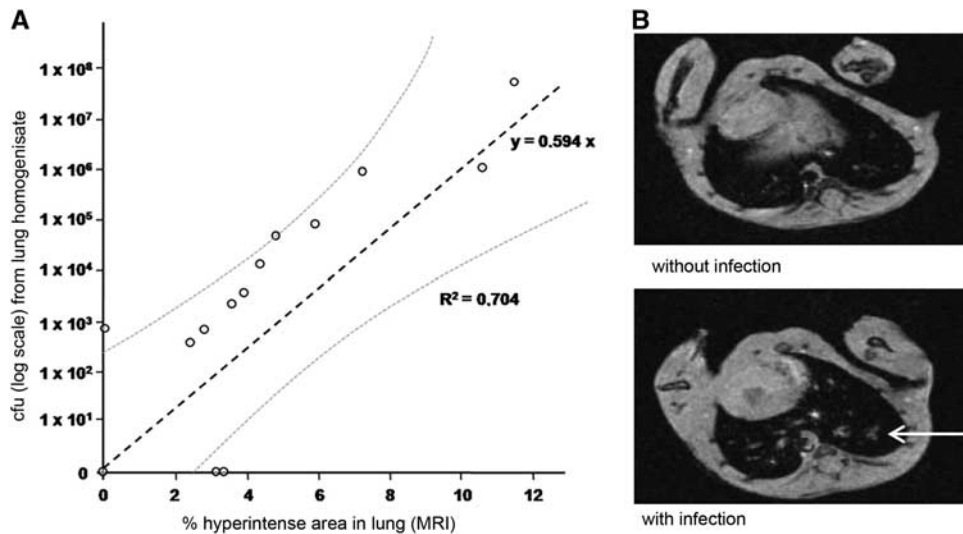 A
cfu (log scale) from lung homogenisate
1 x 10⁸
1 x 10⁷
1 x 10⁶
1 x 10⁵
1 x 10⁴
1 x 10³
1 x 10²
1 x 10¹
0
y = 0.594 x
R² = 0.704
0 2 4 6 8 10 12
% hyperintense area in lung (MRI)
B
without infection
with infection